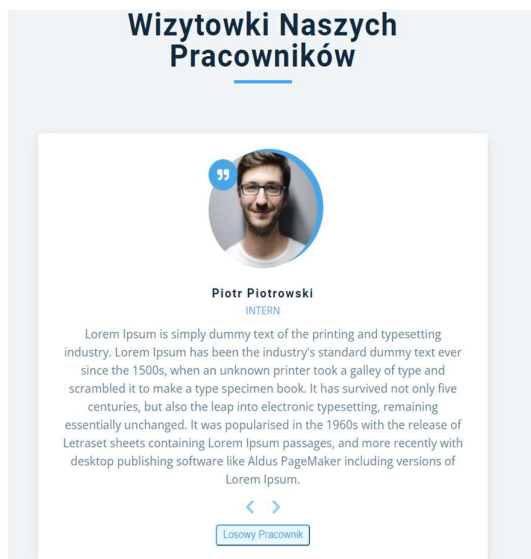 Wizytowki Naszych
Pracowników
Piotr Piotrowski
INTERN
Lorem Ipsum is simply dummy text of the printing and typesetting
industry. Lorem Ipsum has been the industry's standard dummy text ever
since the 1500s, when an unknown printer took a galley of type and
scrambled it to make a type specimen book. It has survived not only five
centuries, but also the leap into electronic typesetting, remaining
essentially unchanged. It was popularised in the 1960s with the release of
Letraset sheets containing Lorem Ipsum passages, and more recently with
desktop publishing software like Aldus PageMaker including versions of
Lorem Ipsum.
Losowy Pracownik